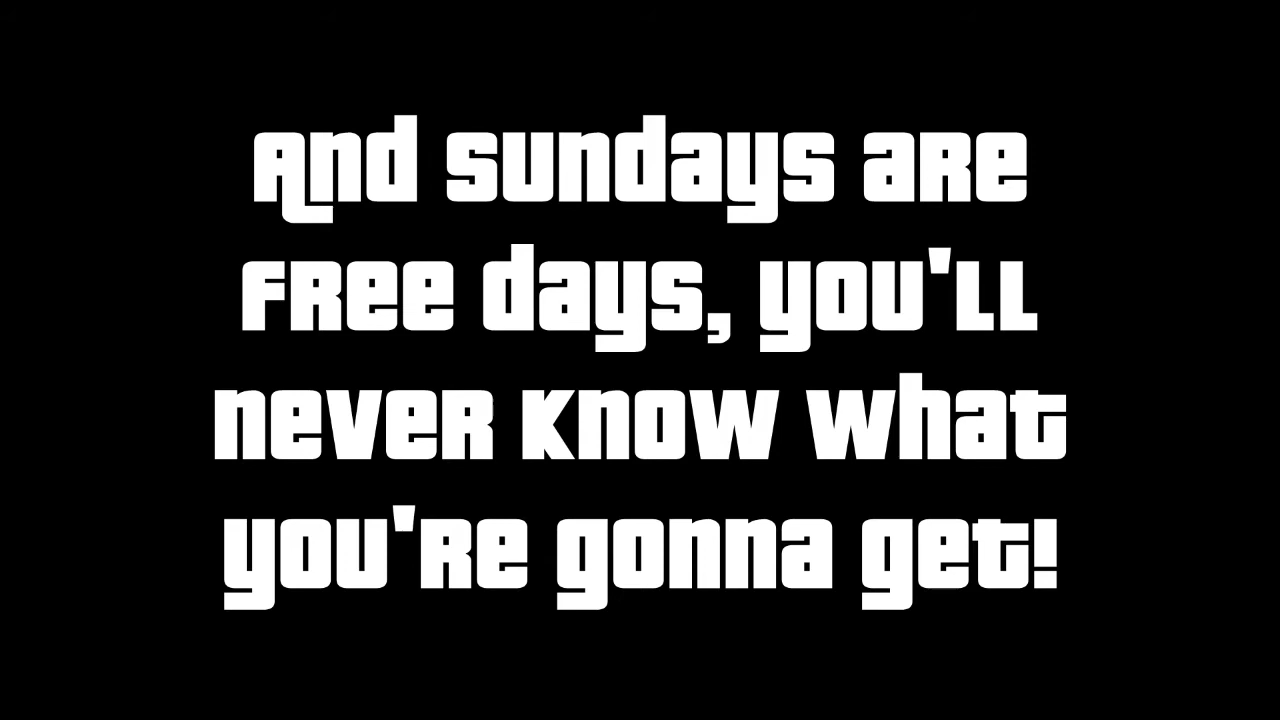 And sundays are
free days, you'll
never know what
you're gonna get!